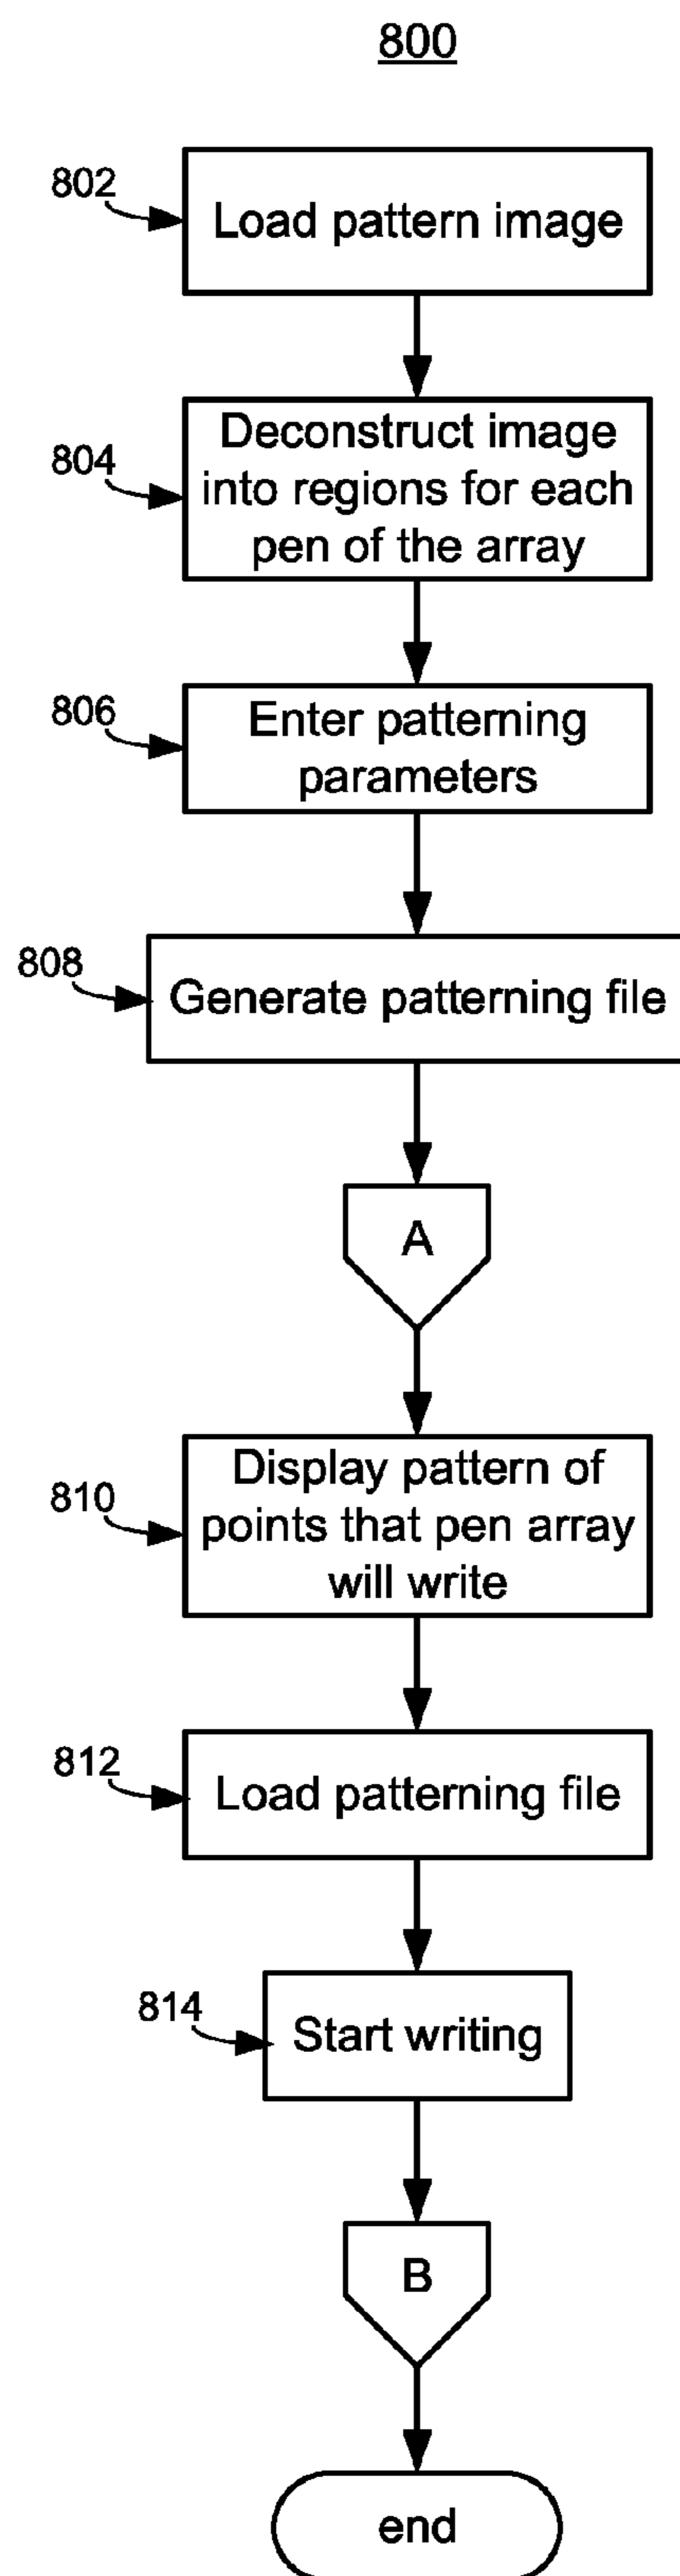 800
802
Load pattern image
804
Deconstruct image
into regions for each
pen of the array
806
Enter patterning
parameters
808
Generate patterning file
A
810
Display pattern of
points that pen array
will write
812
Load patterning file
814
Start writing
B
end